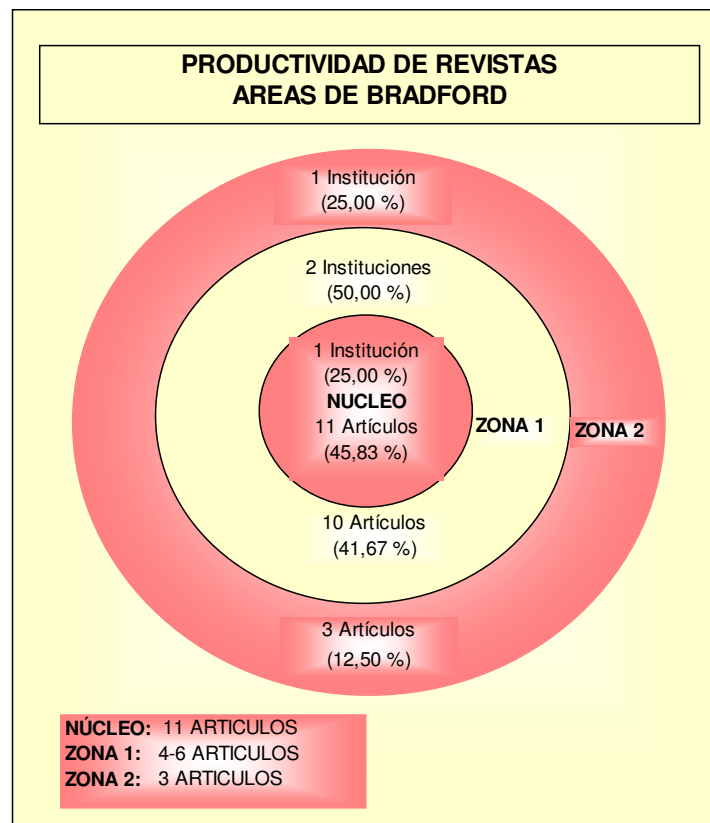 PRODUCTIVIDAD DE REVISTAS
AREAS DE BRADFORD
1 Institución
(25,00 %)
2 Instituciones
(50,00 %)
1 Institución
(25,00 %)
NUCLEO
11 Artículos
(45,83 %)
ZONA 1
ZONA 2
10 Artículos
(41,67 %)
3 Artículos
(12,50 %)
NÚCLEO: 11 ARTICULOS
ZONA 1: 4-6 ARTICULOS
ZONA 2: 3 ARTICULOS